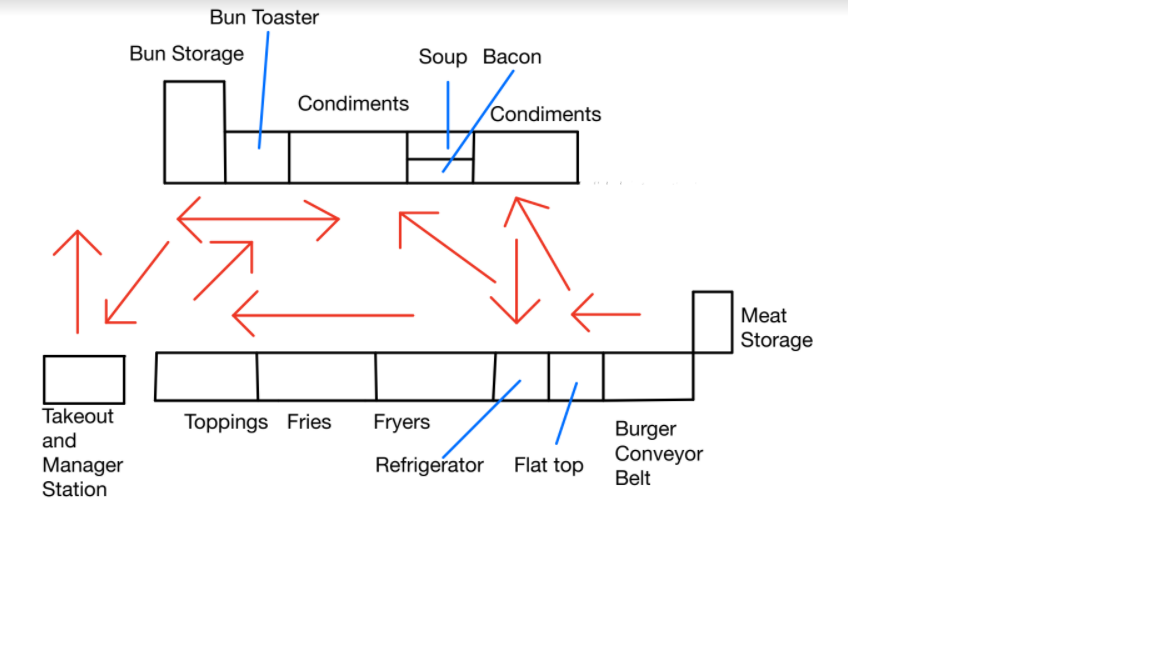 Bun Toaster
Bun Storage
Soup Bacon
Condiments
Condiments
Meat
Storage
Takeout
and
Manager
Station
Toppings Fries Fryers
Refrigerator Flat top
Burger
Conveyor
Belt